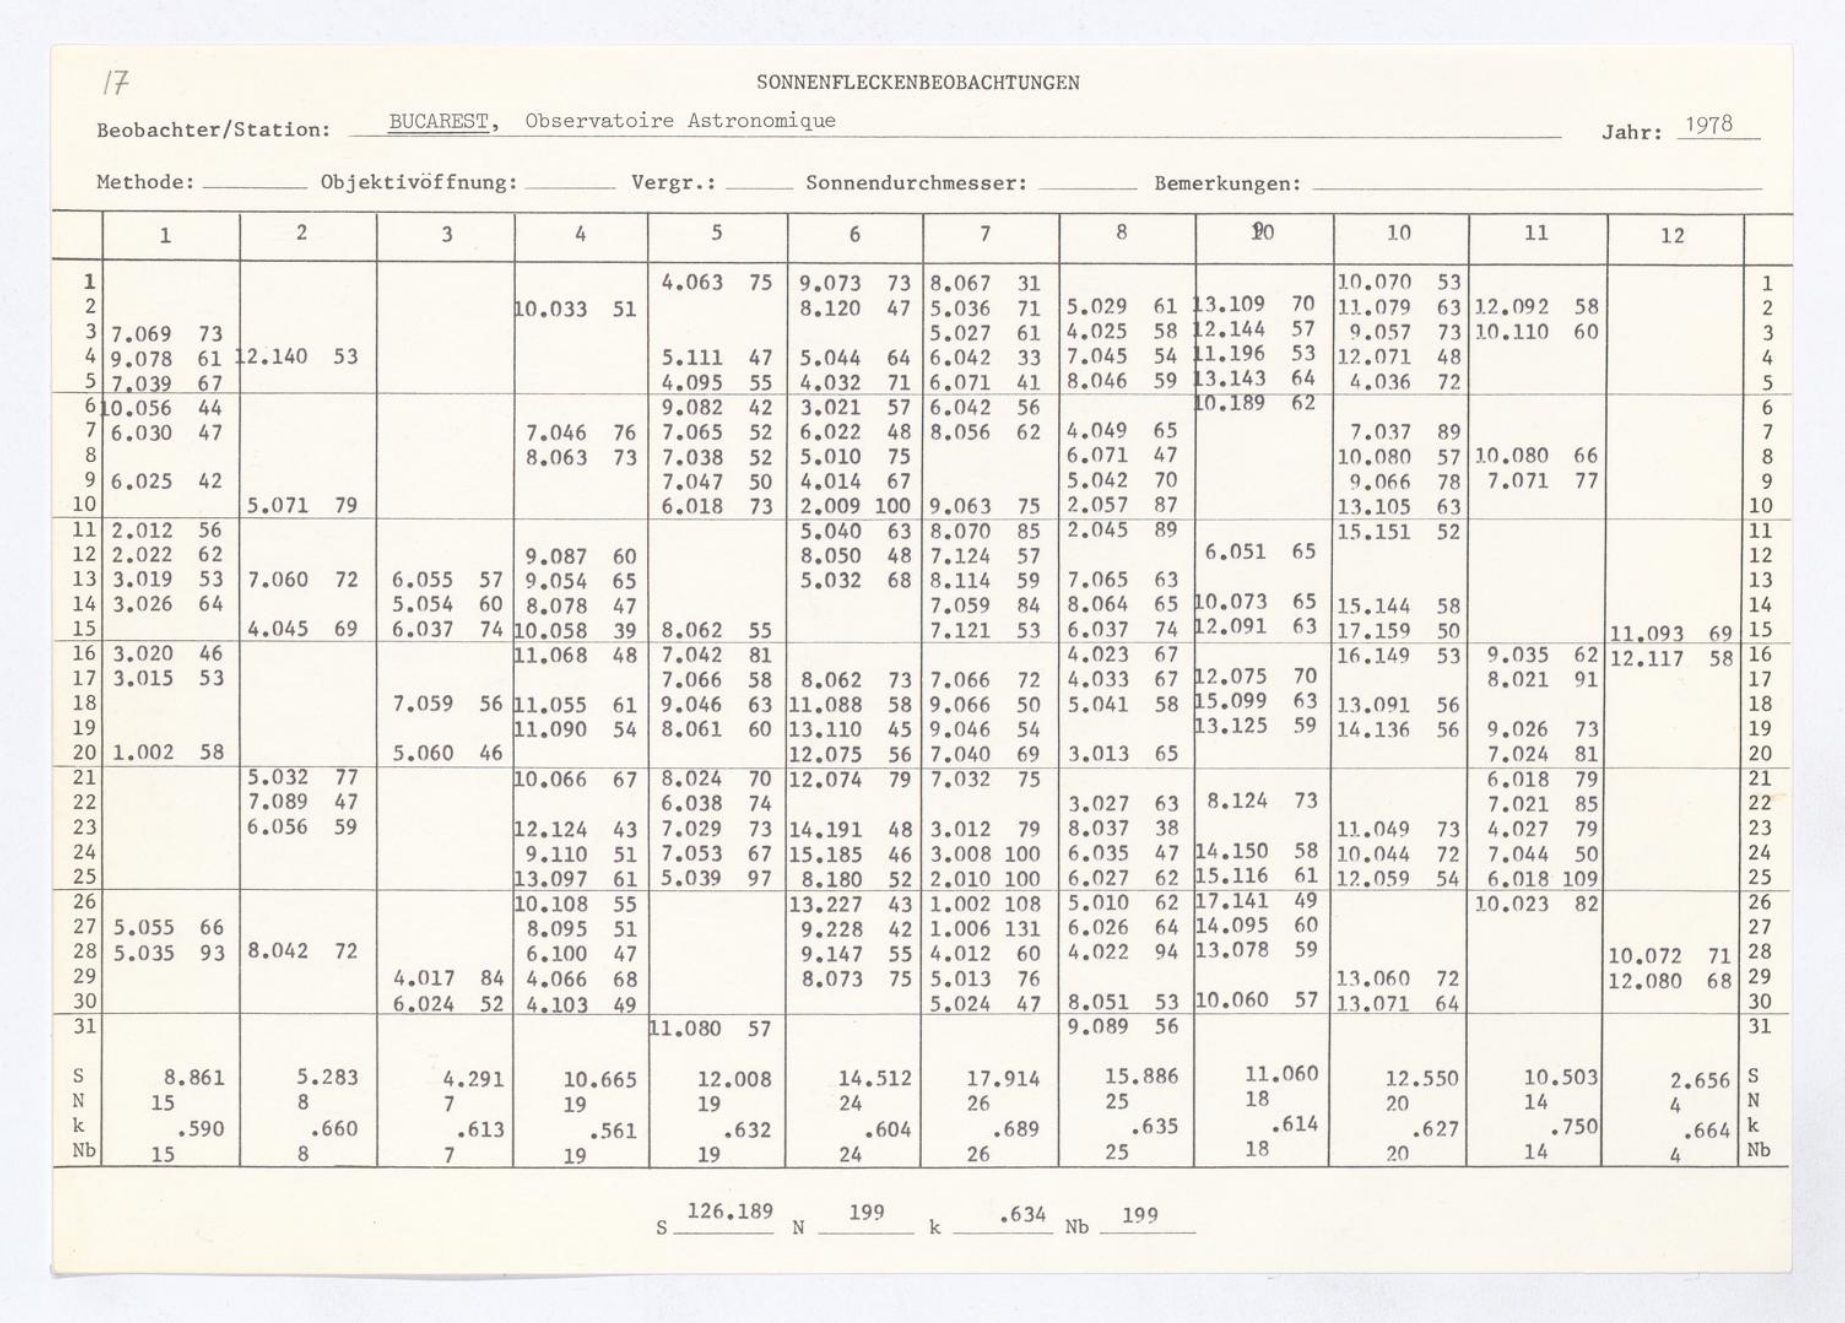 17
SONNENFLECKENBEOBACHTUNGEN
Beobachter/Station: BUCAREST, Observatoire Astronomique Jahr: 1978
Methode: Objektivöffnung: Vergr.: Sonnendurchmesser: Bemerkungen:
1 2 3 4 5 6 7 8 10 11 12
1 4.063 75 9.073 73 8.067 31 10.070 53 1
2 10.033 51 8.120 47 5.036 71 5.029 61 13.109 70 11.079 63 12.092 58 2
3 7.069 73 5.027 61 4.025 58 12.144 57 9.057 73 10.110 60 3
4 9.078 61 12.140 53 5.111 47 5.044 64 6.042 33 7.045 54 11.196 53 12.071 48 4
5 7.039 67 4.095 55 4.032 71 6.071 41 8.046 59 13.143 64 4.036 72 5
6 10.056 44 9.082 42 3.021 57 6.042 56 10.189 62 6
7 6.030 47 7.046 76 7.065 52 6.022 48 8.056 62 4.049 65 7.037 89 7
8 8.063 73 7.038 52 5.010 75 6.071 47 10.080 57 10.080 66 8
9 6.025 42 7.047 50 4.014 67 5.042 70 9.066 78 7.071 77 9
10 5.071 79 6.018 73 2.009 100 9.063 75 2.057 87 13.105 63 10
11 2.012 56 5.040 63 8.070 85 2.045 89 15.151 52 11
12 2.022 62 9.087 60 8.050 48 7.124 57 6.051 65 12
13 3.019 53 7.060 72 6.055 57 9.054 65 5.032 68 8.114 59 7.065 63 13
14 3.026 64 5.054 60 8.078 47 7.059 84 8.064 65 10.073 65 15.144 58 14
15 4.045 69 6.037 74 10.058 39 8.062 55 7.121 53 6.037 74 12.091 63 17.159 50 11.093 69 15
16 3.020 46 11.068 48 7.042 81 4.023 67 16.149 53 9.035 62 12.117 58 16
17 3.015 53 7.066 58 8.062 73 7.066 72 4.033 67 12.075 70 8.021 91 17
18 7.059 56 11.055 61 9.046 63 11.088 58 9.066 50 5.041 58 15.099 63 13.091 56 18
19 11.090 54 8.061 60 13.110 45 9.046 54 13.125 59 14.136 56 9.026 73 19
20 1.002 58 5.060 46 12.075 56 7.040 69 3.013 65 7.024 81 20
21 5.032 77 10.066 67 8.024 70 12.074 79 7.032 75 6.018 79 21
22 7.089 47 6.038 74 3.027 63 8.124 73 7.021 85 22
23 6.056 59 12.124 43 7.029 73 14.191 48 3.012 79 8.037 38 11.049 73 4.027 79 23
24 9.110 51 7.053 67 15.185 46 3.008 100 6.035 47 14.150 58 10.044 72 7.044 50 24
25 13.097 61 5.039 97 8.180 52 2.010 100 6.027 62 15.116 61 12.059 54 6.018 109 25
26 10.108 55 13.227 43 1.002 108 5.010 62 17.141 49 10.023 82 26
27 5.055 66 8.095 51 9.228 42 1.006 131 6.026 64 14.095 60 27
28 5.035 93 8.042 72 6.100 47 9.147 55 4.012 60 4.022 94 13.078 59 10.072 71 28
29 4.017 84 4.066 68 8.073 75 5.013 76 13.060 72 12.080 68 29
30 6.024 52 4.103 49 5.024 47 8.051 53 10.060 57 13.071 64 30
31 11.080 57 9.089 56 31
S 8.861 5.283 4.291 10.665 12.008 14.512 17.914 15.886 11.060 12.550 10.503 2.656 S
N 15 8 7 19 19 24 26 25 18 20 14 4 N
k .590 .660 .613 .561 .632 .604 .689 .635 .614 .627 .750 .664 k
Nb 15 8 7 19 19 24 26 25 18 20 14 4 Nb
S 126.189 N 199 k .634 Nb 199